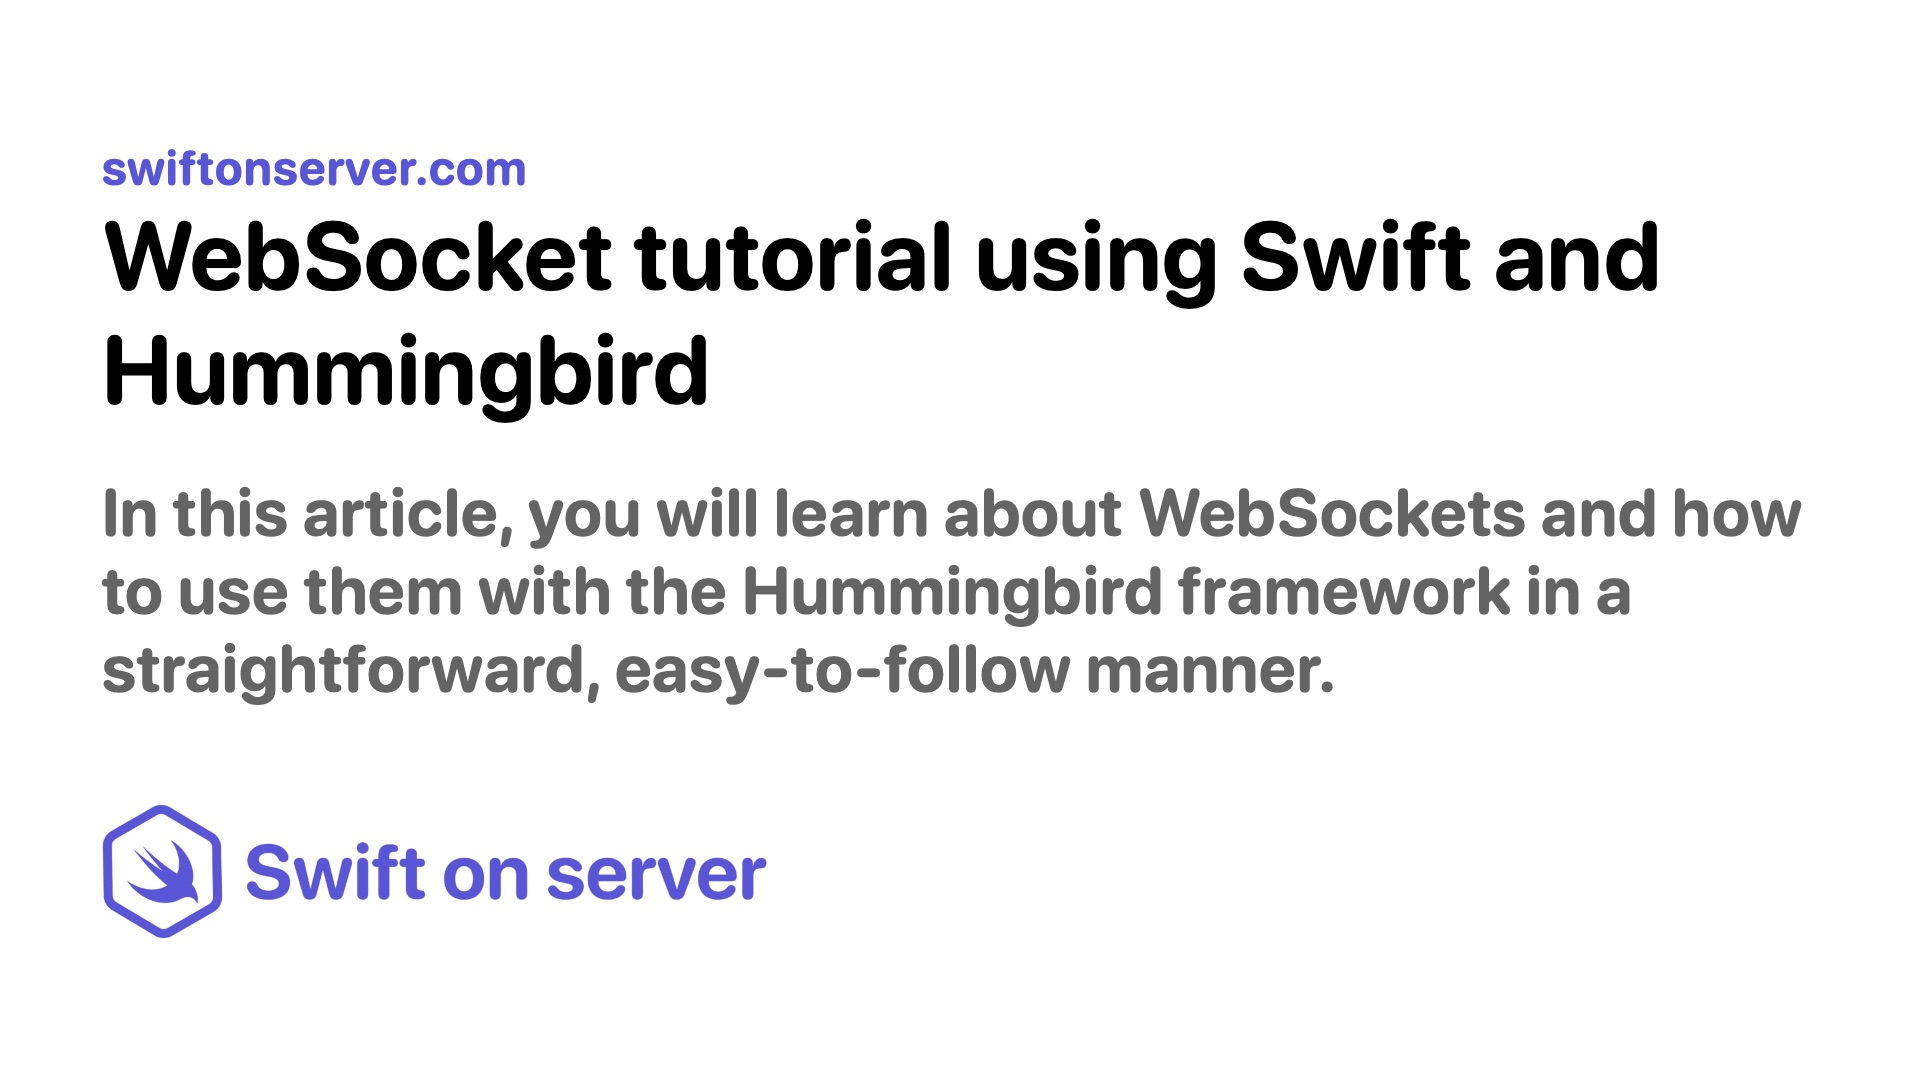 swiftonserver.com
WebSocket tutorial using Swift and
Hummingbird
In this article, you will learn about WebSockets and how
to use them with the Hummingbird framework in a
straightforward, easy-to-follow manner.
Swift on server